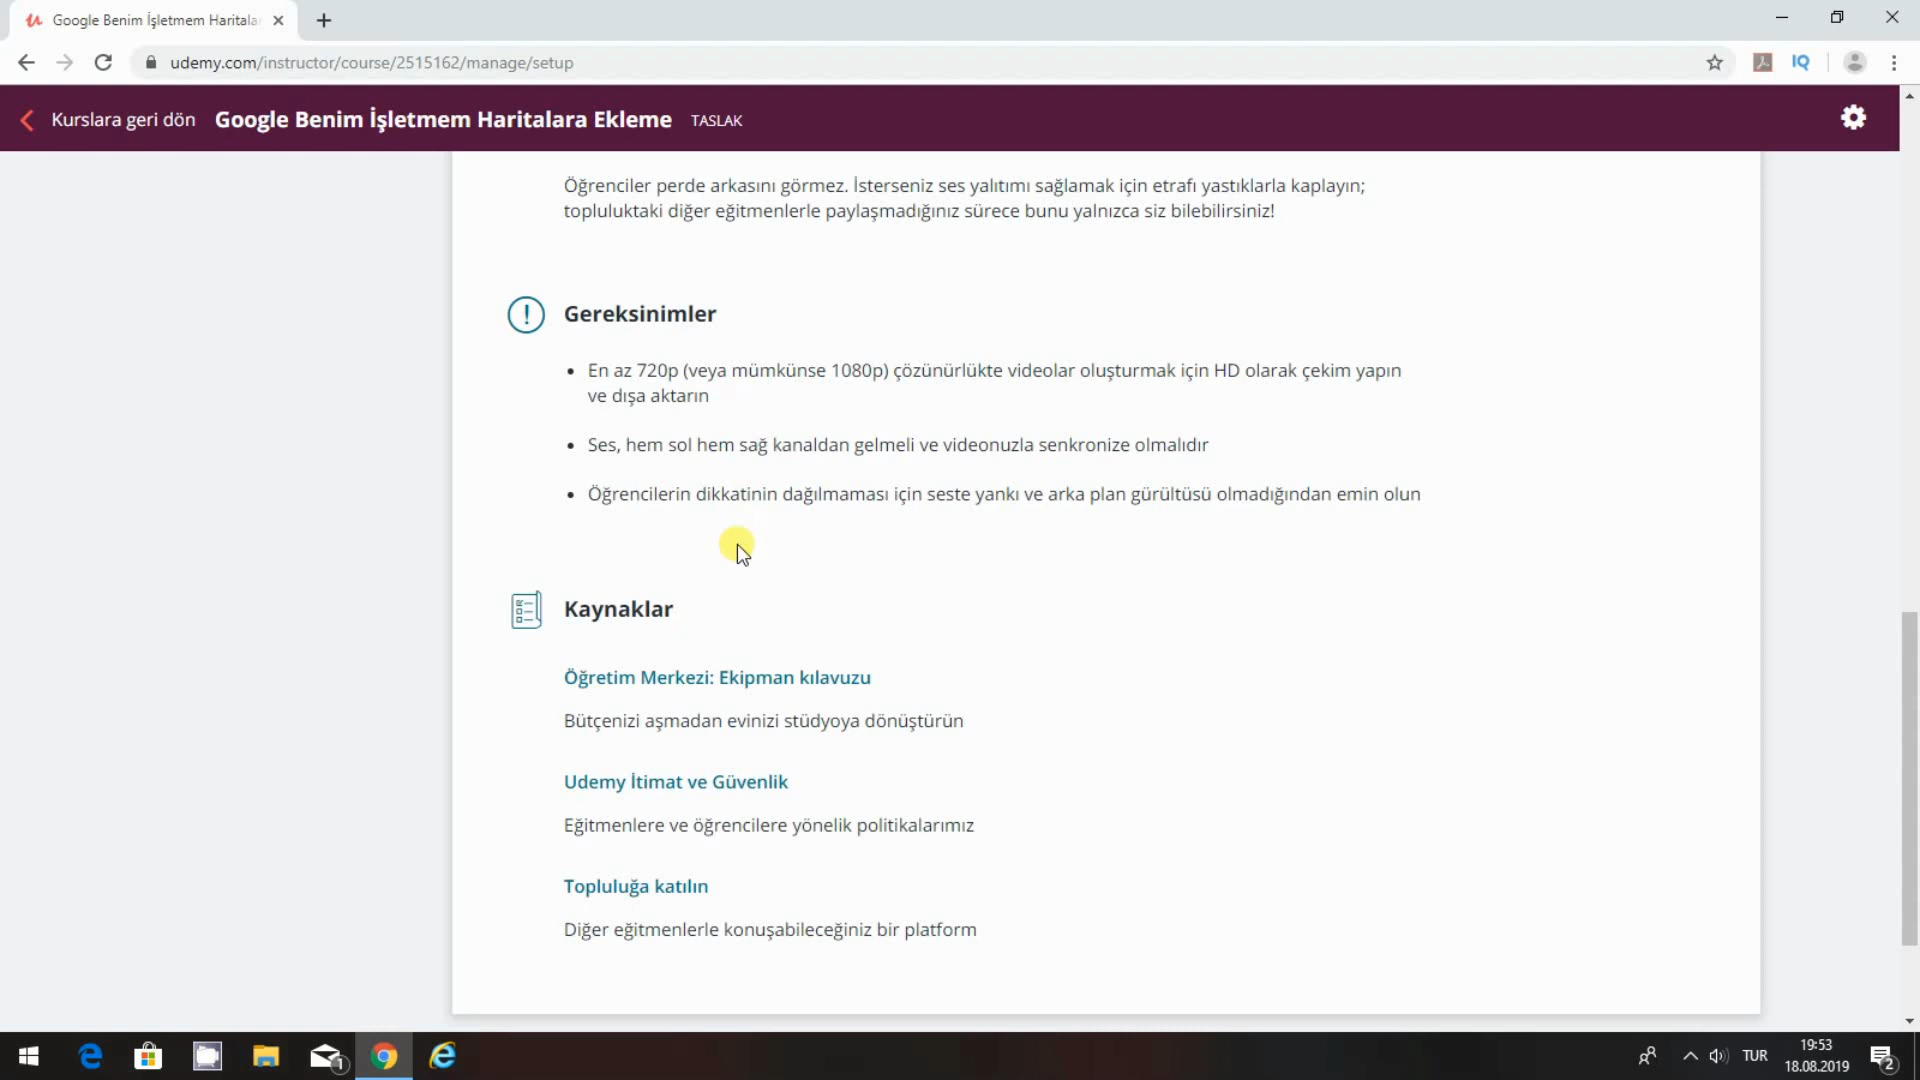 Google Benim İşletmem Haritala
udemy.com/instructor/course/2515162/manage/setup
IQ
Kurslara geri dön Google Benim İşletmem Haritalara Ekleme TASLAK
Öğrenciler perde arkasını görmez. İsterseniz ses yalıtımı sağlamak için etrafı yastıklarla kaplayın;
topluluktaki diğer eğitmenlerle paylaşmadığınız sürece bunu yalnızca siz bilebilirsiniz!
Gereksinimler
En az 720p (veya mümkünse 1080p) çözünürlükte videolar oluşturmak için HD olarak çekim yapın
ve dışa aktarın
Ses, hem sol hem sağ kanaldan gelmeli ve videonuzla senkronize olmalıdır
Öğrencilerin dikkatinin dağılmaması için seste yankı ve arka plan gürültüsü olmadığından emin olun
Kaynaklar
Öğretim Merkezi: Ekipman kılavuzu
Bütçenizi aşmadan evinizi stüdyoya dönüştürün
Udemy İtimat ve Güvenlik
Eğitmenlere ve öğrencilere yönelik politikalarımız
Topluluğa katılın
Diğer eğitmenlerle konuşabileceğiniz bir platform
1
TUR
19:53
18.08.2019
2